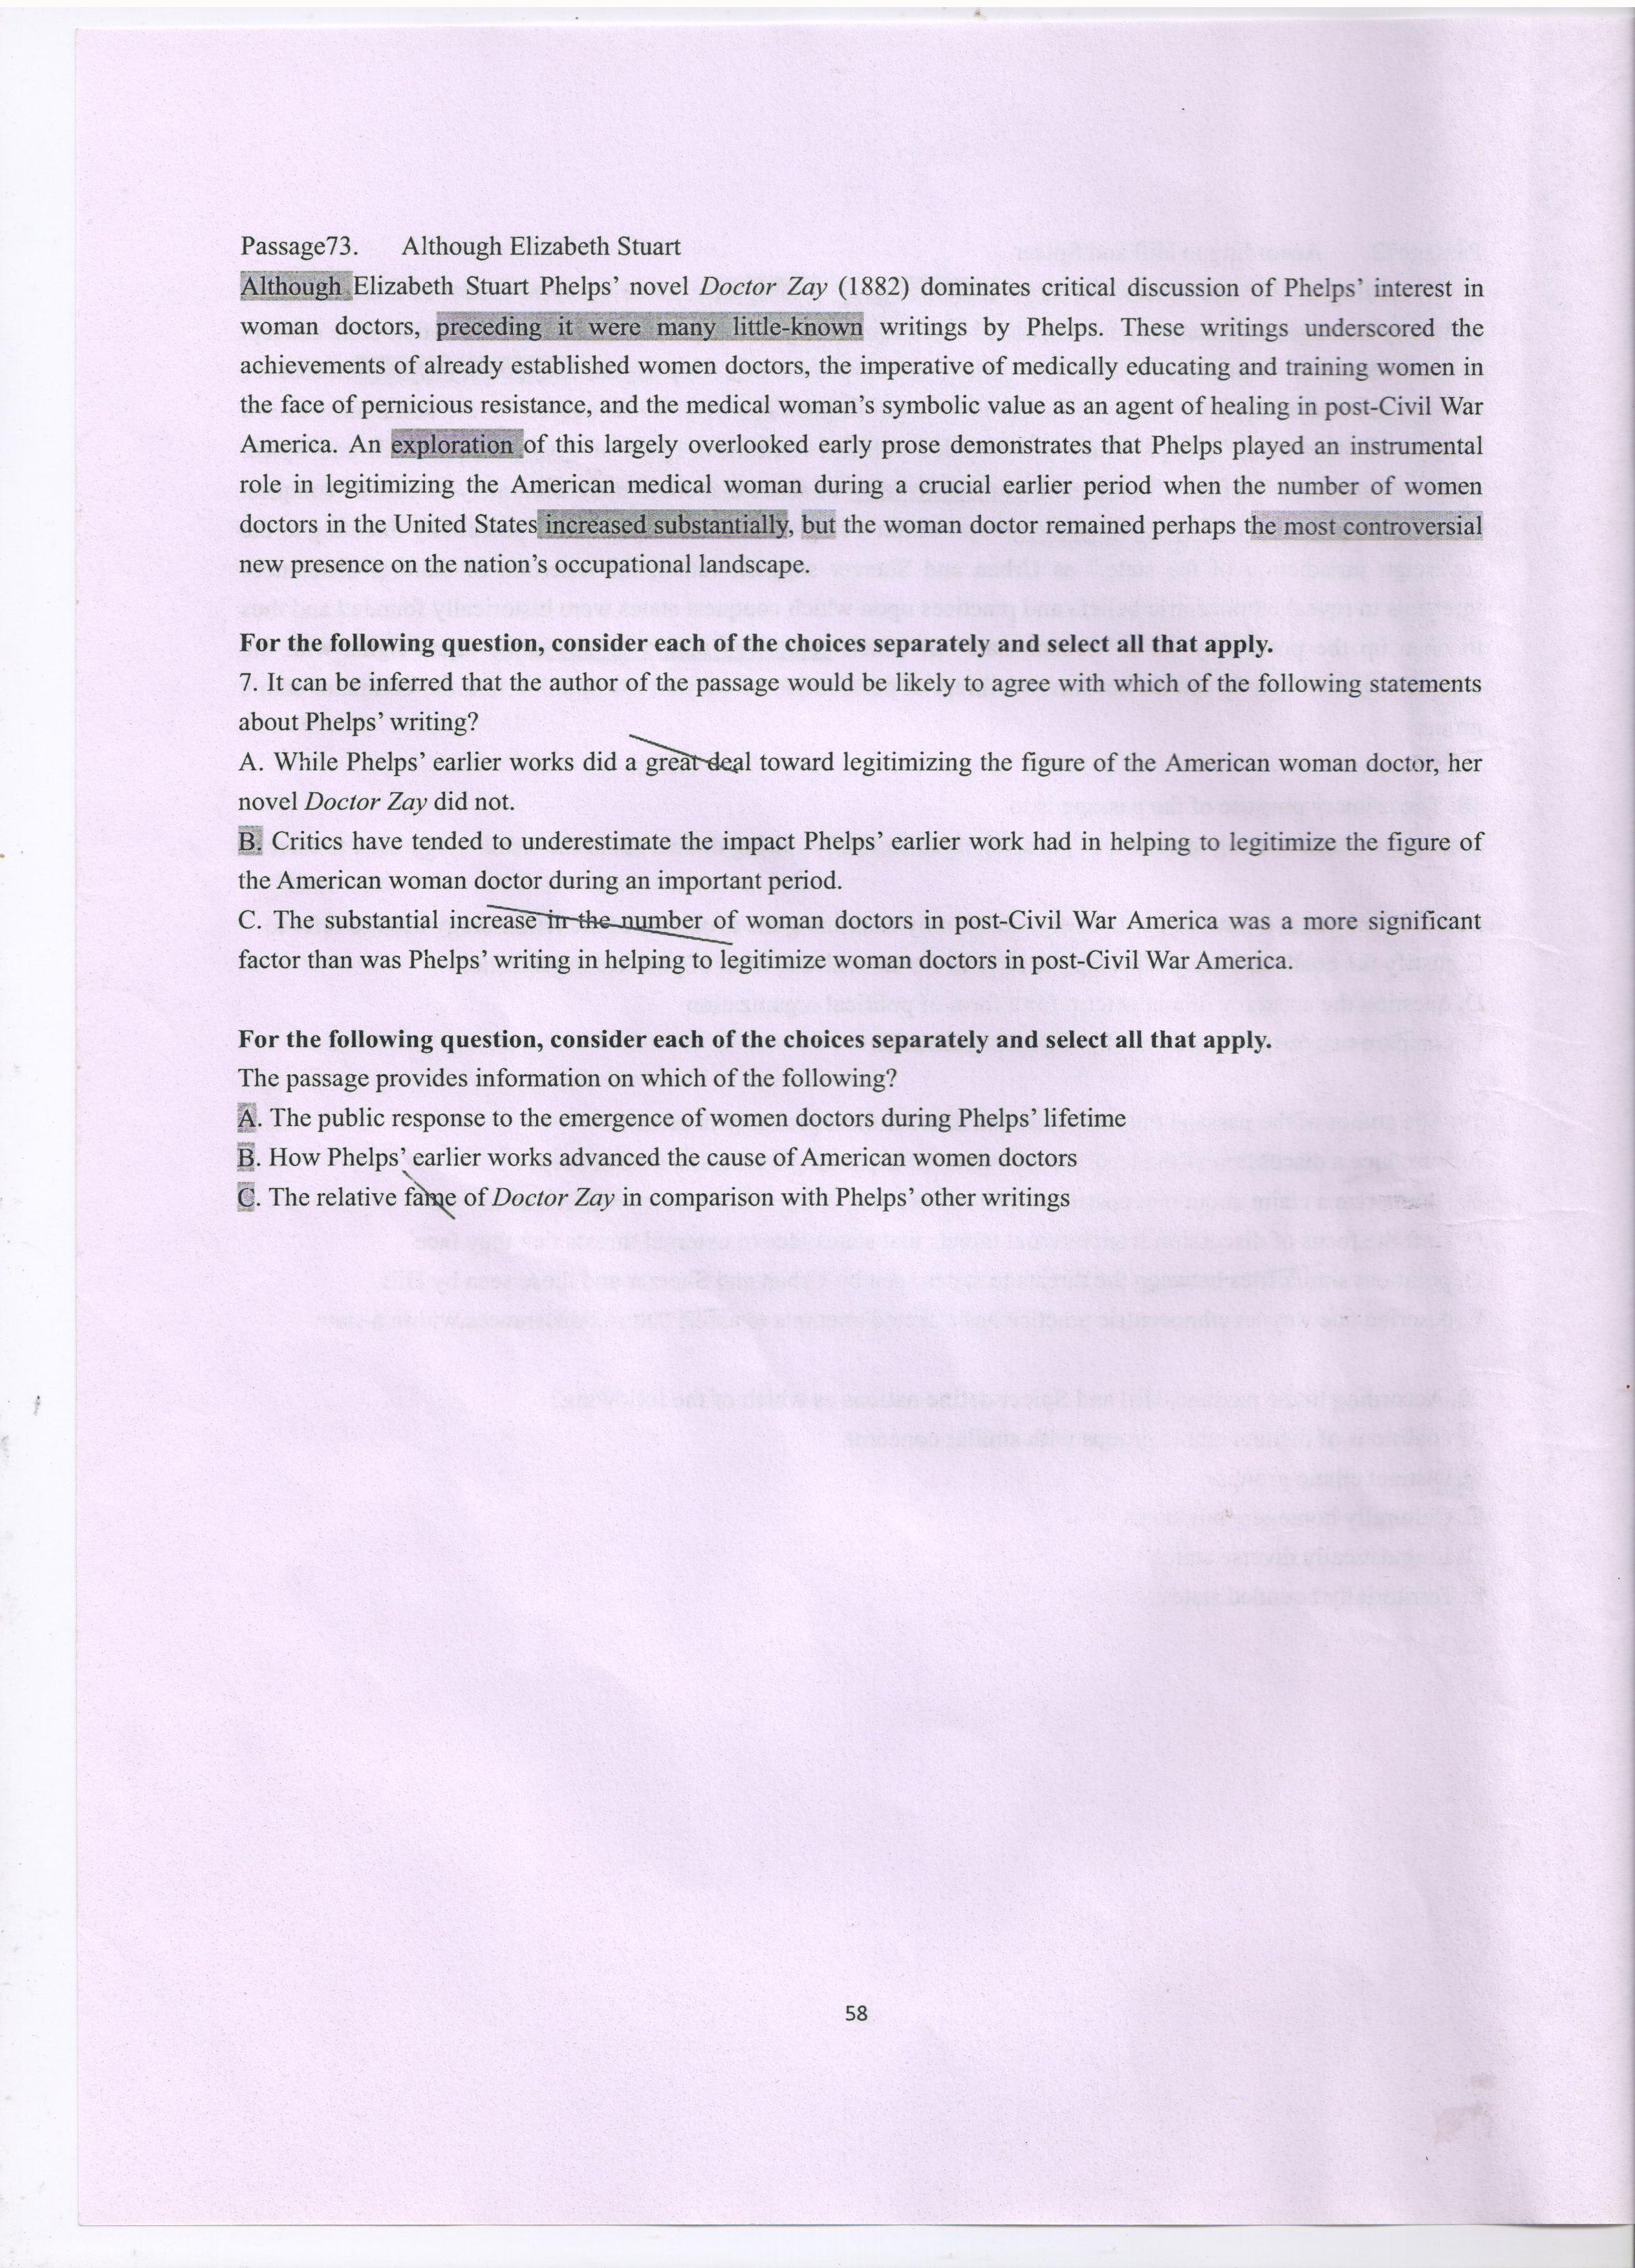 Passage73. Although Elizabeth Stuart
Although Elizabeth Stuart Phelps’ novel Doctor Zay (1882) dominates critical discussion of Phelps’ interest in
woman doctors, preceding it were many little-known writings by Phelps. These writings underscored the
achievements of already established women doctors, the imperative of medically educating and training women in
the face of pernicious resistance, and the medical woman’s symbolic value as an agent of healing in post-Civil War
America. An exploration of this largely overlooked early prose demonstrates that Phelps played an instrumental
role in legitimizing the American medical woman during a crucial earlier period when the number of women
doctors in the United States increased substantially, but the woman doctor remained perhaps the most controversial
new presence on the nation’s occupational landscape.
For the following question, consider each of the choices separately and select all that apply.
7. It can be inferred that the author of the passage would be likely to agree with which of the following statements
about Phelps’ writing?
A. While Phelps’ earlier works did a great deal toward legitimizing the figure of the American woman doctor, her
novel Doctor Zay did not.
B. Critics have tended to underestimate the impact Phelps’ earlier work had in helping to legitimize the figure of
the American woman doctor during an important period.
C. The substantial increase in the number of woman doctors in post-Civil War America was a more significant
factor than was Phelps’ writing in helping to legitimize woman doctors in post-Civil War America.
For the following question, consider each of the choices separately and select all that apply.
The passage provides information on which of the following?
A. The public response to the emergence of women doctors during Phelps’ lifetime
B. How Phelps’ earlier works advanced the cause of American women doctors
C. The relative fame of Doctor Zay in comparison with Phelps’ other writings
58